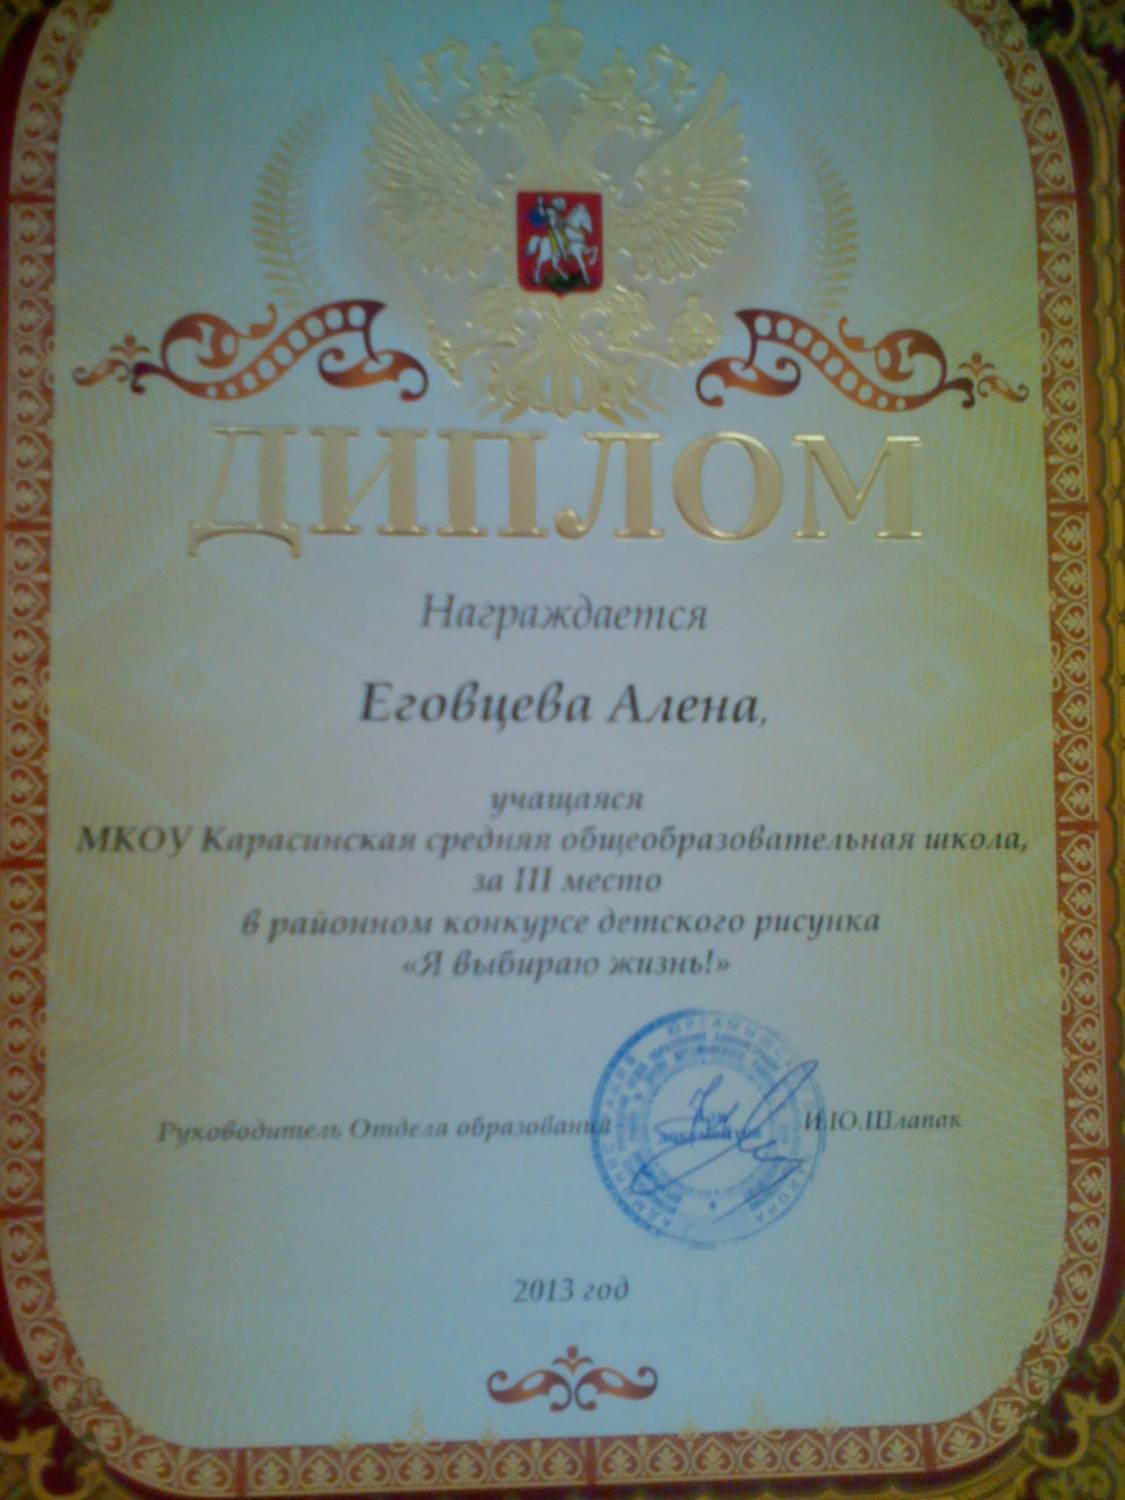 ДИПЛОМ
Награждается
Еговцева Алена,
учащаяся
МКОУ Карасинская средняя общеобразовательная школа,
за III место
в районном конкурсе детского рисунка
«Я выбираю жизнь!»
Руководитель Отдела образования И.Ю.Шлапак
2013 год